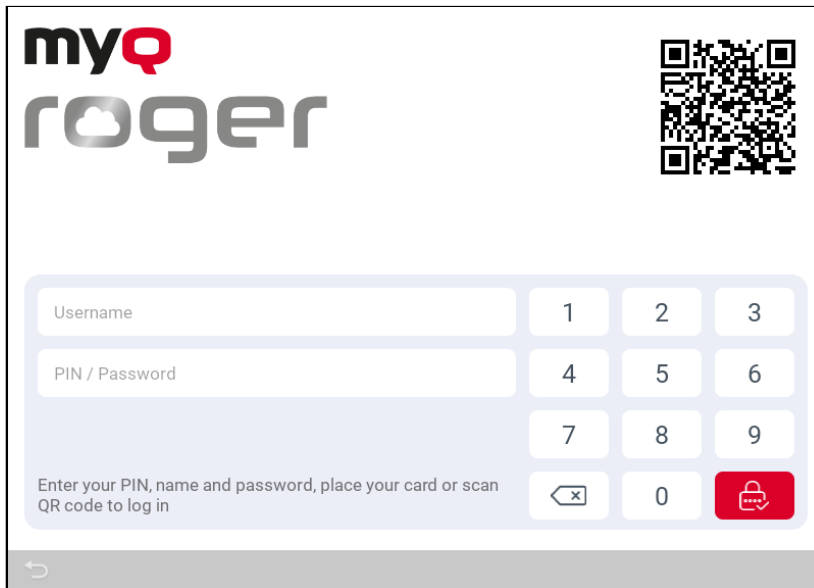 myQ
roger
Username
PIN / Password
1 2 3
4 5 6
7 8 9
0
Enter your PIN, name and password, place your card or scan
QR code to log in